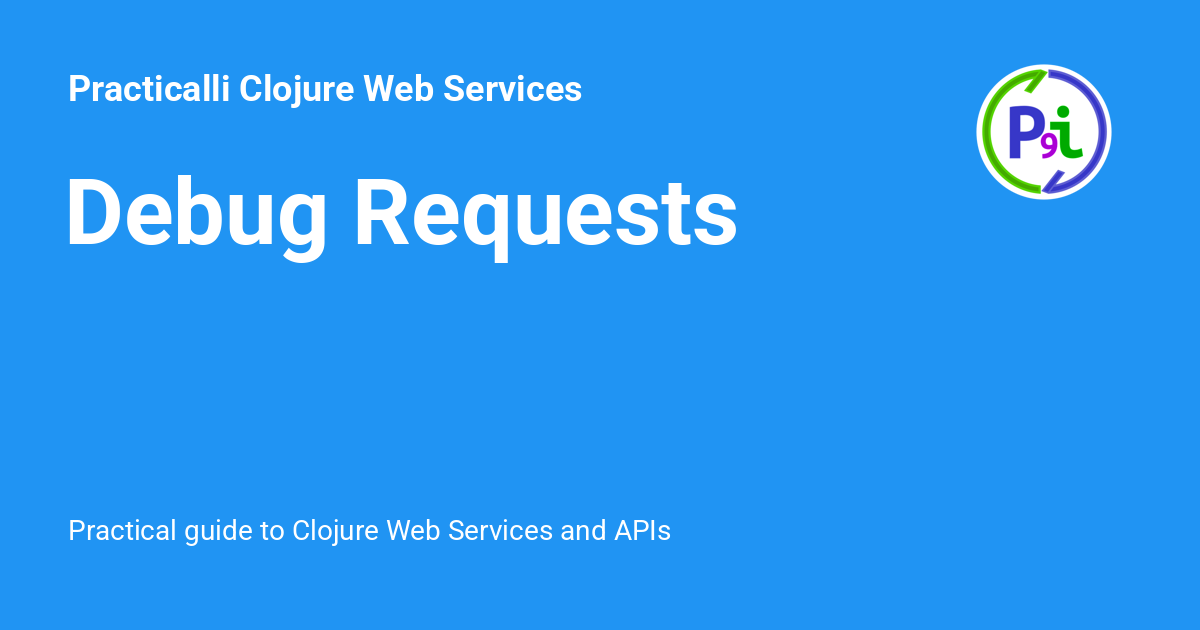 Practicalli Clojure Web Services
P9i
Debug Requests
Practical guide to Clojure Web Services and APIs